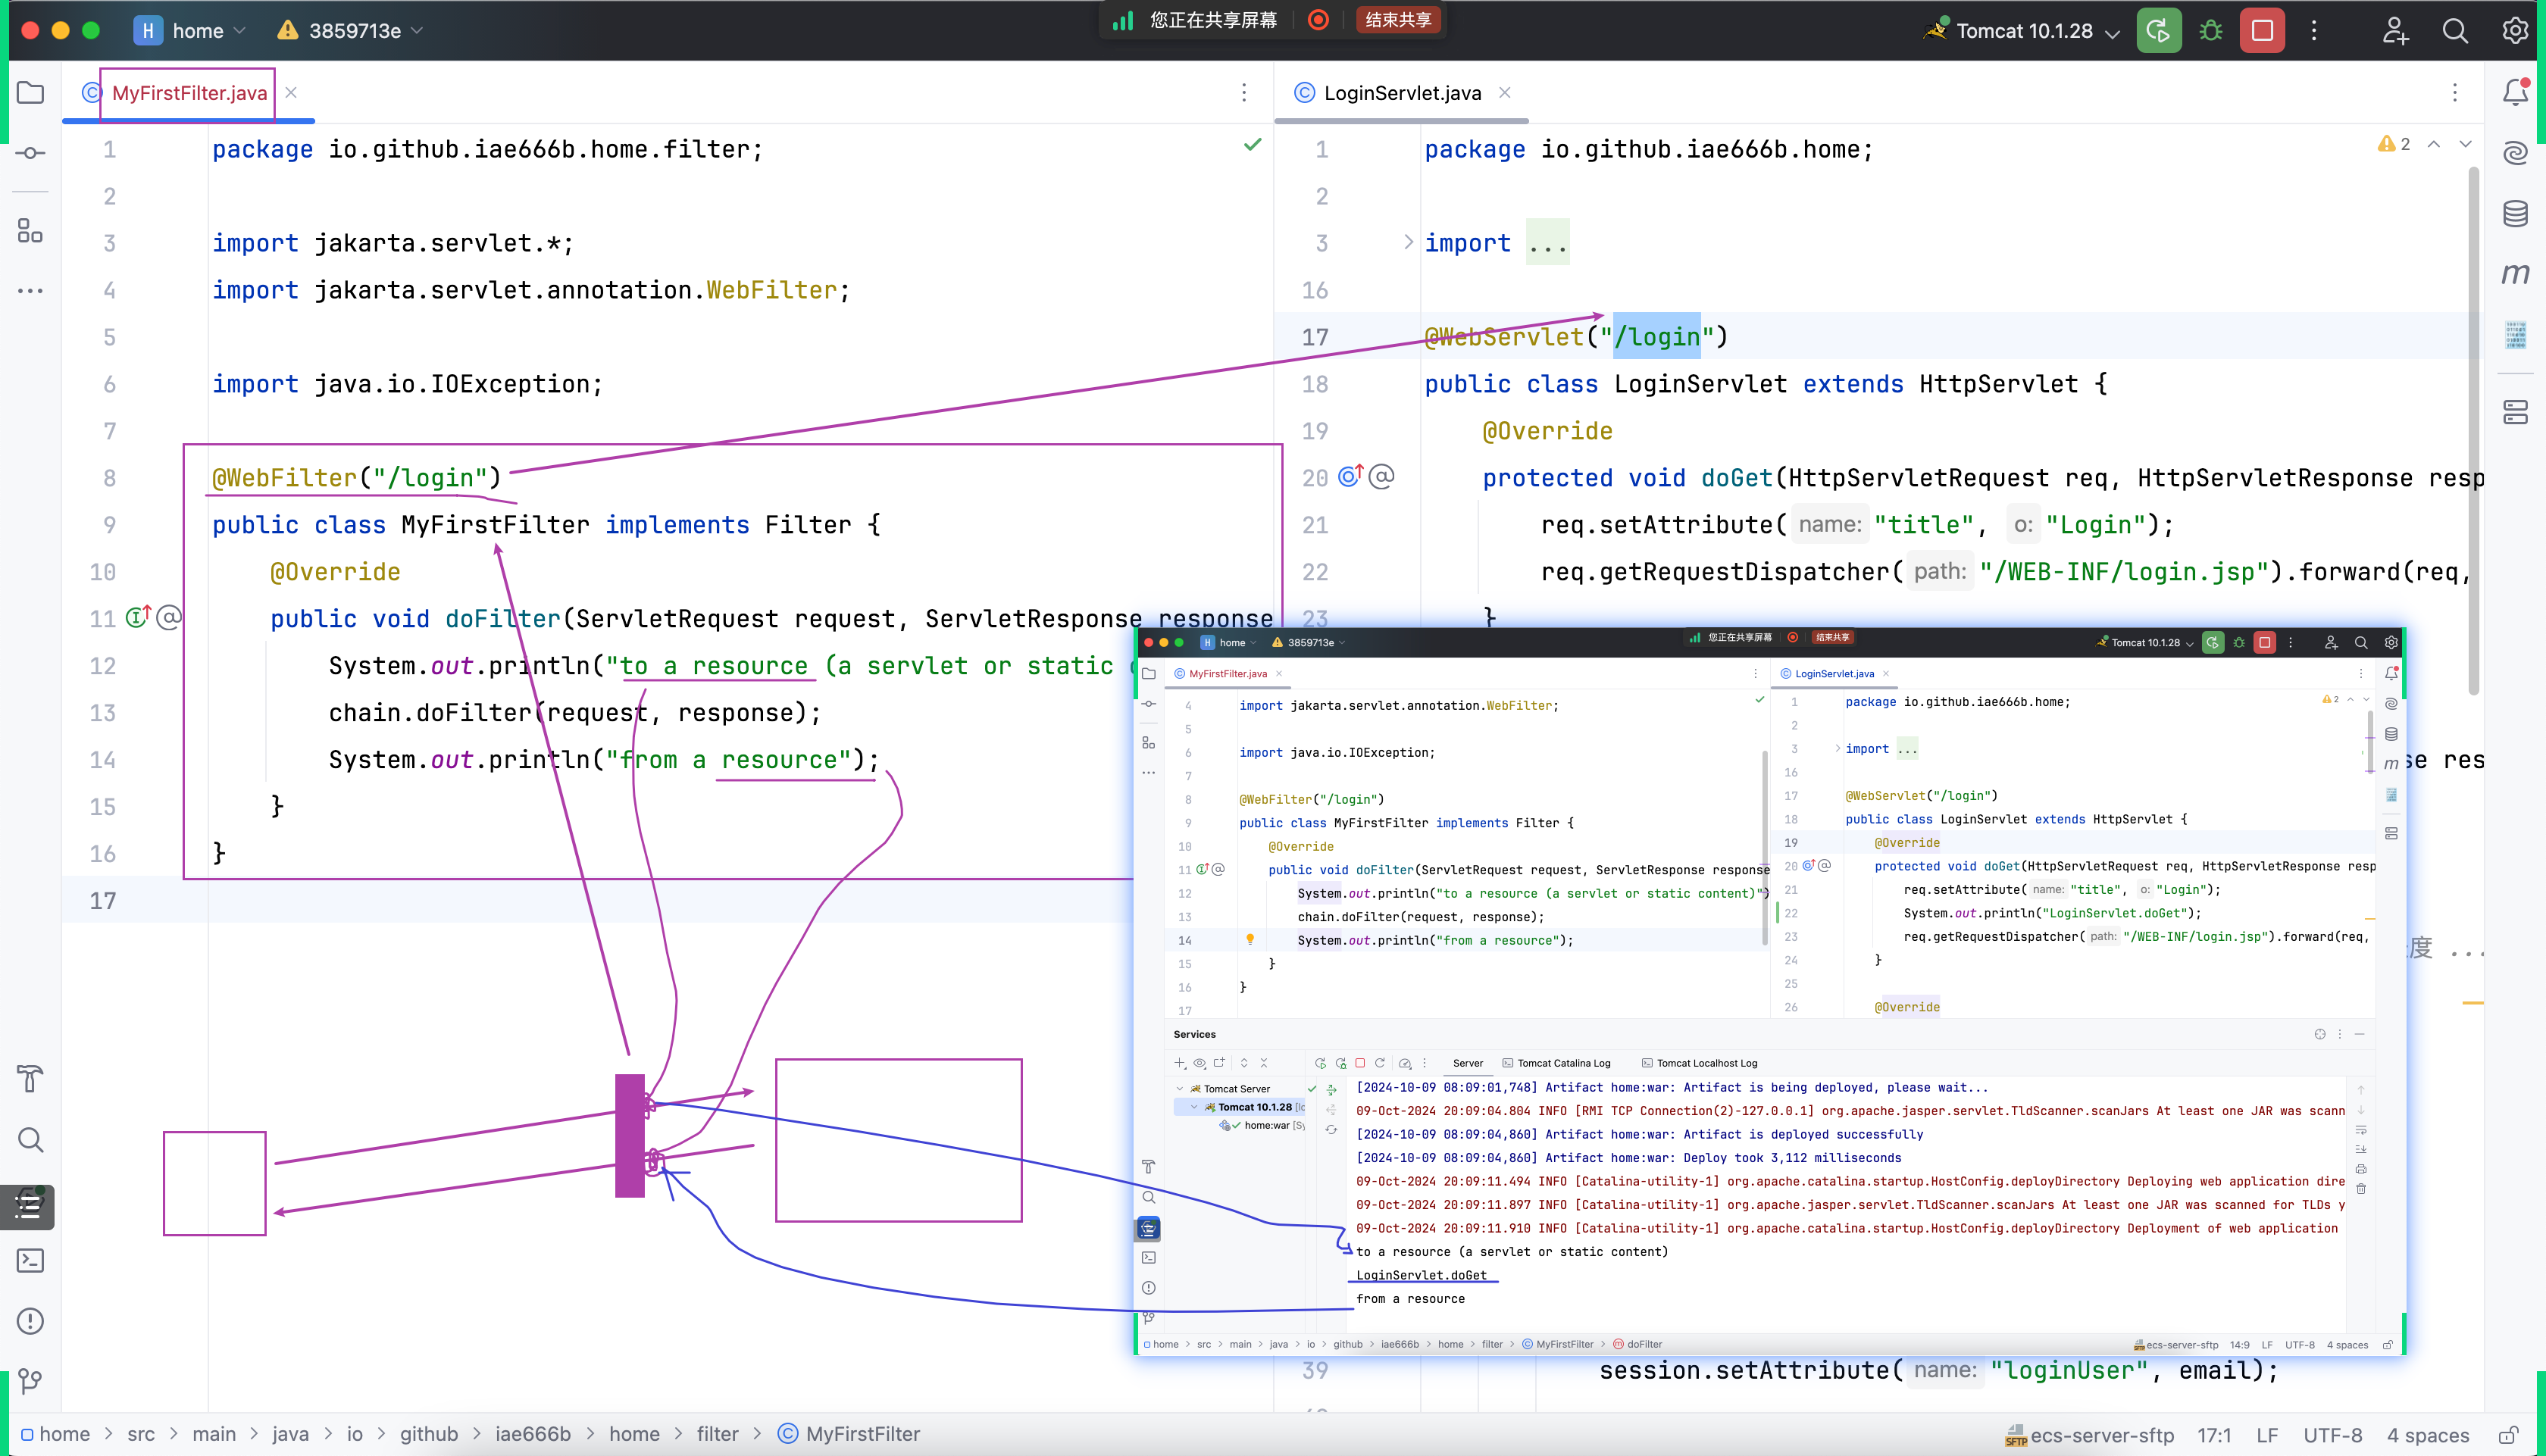 H home 3859713e 您正在共享屏幕 结束共享 Tomcat 10.1.28
MyFirstFilter.java
1 package io.github.iae666b.home.filter;
2
3 import jakarta.servlet.*;
4 import jakarta.servlet.annotation.WebFilter;
5
6 import java.io.IOException;
7
8 @WebFilter("/login")
9 public class MyFirstFilter implements Filter {
10 @Override
11 public void doFilter(ServletRequest request, ServletResponse response
12 System.out.println("to a resource (a servlet or static
13 chain.doFilter(request, response);
14 System.out.println("from a resource");
15 }
16 }
17
LoginServlet.java
2
1 package io.github.iae666b.home;
2
3 import ...
16
17 @WebServlet("/login")
18 public class LoginServlet extends HttpServlet {
19 @Override
20 protected void doGet(HttpServletRequest req, HttpServletResponse resp
21 req.setAttribute( name: "title", o: "Login");
22 req.getRequestDispatcher( path: "/WEB-INF/login.jsp").forward(req,
23 }
res
度 ...
39 session.setAttribute( name: "loginUser", email);
H home 3859713e 您正在共享屏幕 结束共享 Tomcat 10.1.28
MyFirstFilter.java
4 import jakarta.servlet.annotation.WebFilter;
5
6 import java.io.IOException;
7
8 @WebFilter("/login")
9 public class MyFirstFilter implements Filter {
10 @Override
11 public void doFilter(ServletRequest request, ServletResponse response
12 System.out.println("to a resource (a servlet or static content)")
13 chain.doFilter(request, response);
14 System.out.println("from a resource");
15 }
16 }
17
LoginServlet.java
2
1 package io.github.iae666b.home;
2
3 import ...
16
17 @WebServlet("/login")
18 public class LoginServlet extends HttpServlet {
19 @Override
20 protected void doGet(HttpServletRequest req, HttpServletResponse resp
21 req.setAttribute( name: "title", o: "Login");
22 System.out.println("LoginServlet.doGet");
23 req.getRequestDispatcher( path: "/WEB-INF/login.jsp").forward(req,
24 }
25
26 @Override
Services
Server Tomcat Catalina Log Tomcat Localhost Log
Tomcat Server
Tomcat 10.1.28 [lo
home:war [Sy
[2024-10-09 08:09:01,748] Artifact home:war: Artifact is being deployed, please wait...
09-Oct-2024 20:09:04.804 INFO [RMI TCP Connection(2)-127.0.0.1] org.apache.jasper.servlet.TldScanner.scanJars At least one JAR was scann
[2024-10-09 08:09:04,860] Artifact home:war: Artifact is deployed successfully
[2024-10-09 08:09:04,860] Artifact home:war: Deploy took 3,112 milliseconds
09-Oct-2024 20:09:11.494 INFO [Catalina-utility-1] org.apache.catalina.startup.HostConfig.deployDirectory Deploying web application dire
09-Oct-2024 20:09:11.897 INFO [Catalina-utility-1] org.apache.jasper.servlet.TldScanner.scanJars At least one JAR was scanned for TLDs y
09-Oct-2024 20:09:11.910 INFO [Catalina-utility-1] org.apache.catalina.startup.HostConfig.deployDirectory Deployment of web application
to a resource (a servlet or static content)
LoginServlet.doGet
from a resource
home > src > main > java > io > github > iae666b > home > filter > MyFirstFilter > doFilter ecs-server-sftp 14:9 LF UTF-8 4 spaces
home > src > main > java > io > github > iae666b > home > filter > MyFirstFilter SFTP ecs-server-sftp 17:1 LF UTF-8 4 spaces